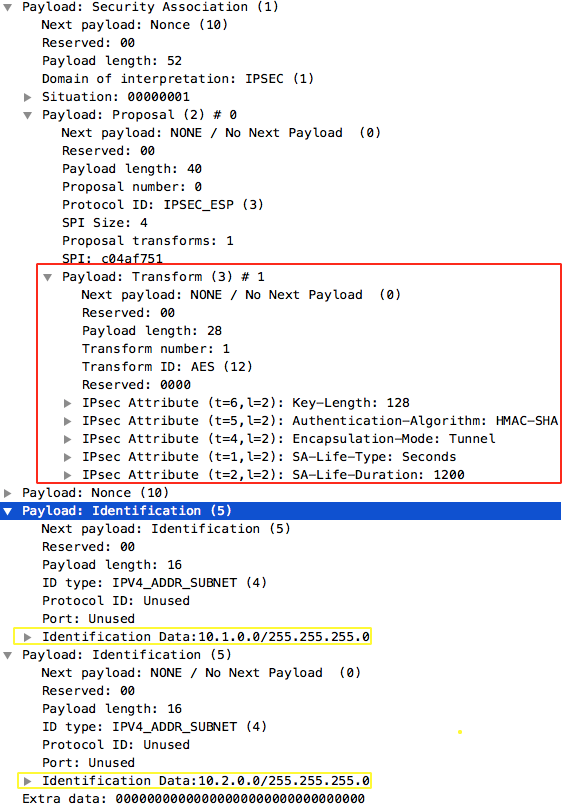 Payload: Security Association (1)
Next payload: Nonce (10)
Reserved: 00
Payload length: 52
Domain of interpretation: IPSEC (1)
Situation: 00000001
Payload: Proposal (2) # 0
Next payload: NONE / No Next Payload  (0)
Reserved: 00
Payload length: 40
Proposal number: 0
Protocol ID: IPSEC_ESP (3)
SPI Size: 4
Proposal transforms: 1
SPI: c04af751
Payload: Transform (3) # 1
Next payload: NONE / No Next Payload  (0)
Reserved: 00
Payload length: 28
Transform number: 1
Transform ID: AES (12)
Reserved: 0000
IPsec Attribute (t=6,l=2): Key-Length: 128
IPsec Attribute (t=5,l=2): Authentication-Algorithm: HMAC-SHA
IPsec Attribute (t=4,l=2): Encapsulation-Mode: Tunnel
IPsec Attribute (t=1,l=2): SA-Life-Type: Seconds
IPsec Attribute (t=2,l=2): SA-Life-Duration: 1200
Payload: Nonce (10)
Payload: Identification (5)
Next payload: Identification (5)
Reserved: 00
Payload length: 16
ID type: IPV4_ADDR_SUBNET (4)
Protocol ID: Unused
Port: Unused
Identification Data:10.1.0.0/255.255.255.0
Payload: Identification (5)
Next payload: NONE / No Next Payload  (0)
Reserved: 00
Payload length: 16
ID type: IPV4_ADDR_SUBNET (4)
Protocol ID: Unused
Port: Unused
Identification Data:10.2.0.0/255.255.255.0
Extra data: 00000000000000000000000000000000